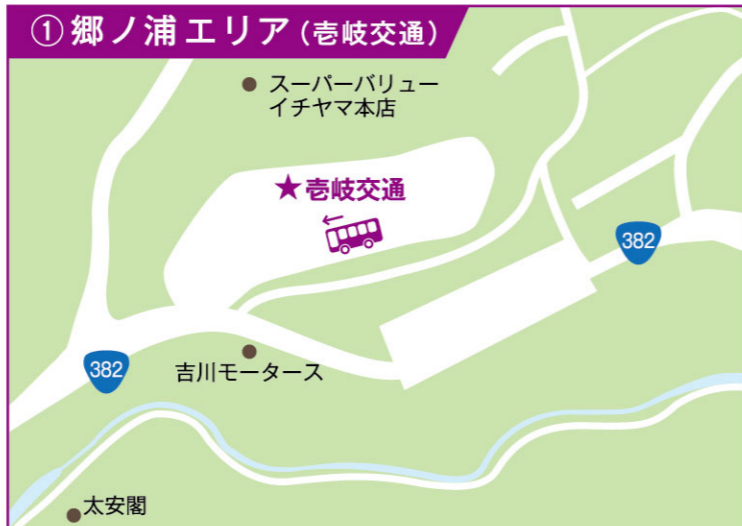 ①郷ノ浦エリア（壱岐交通）
スーパーバリュー
イチヤマ本店
★壱岐交通
382
382
吉川モータース
太安閣